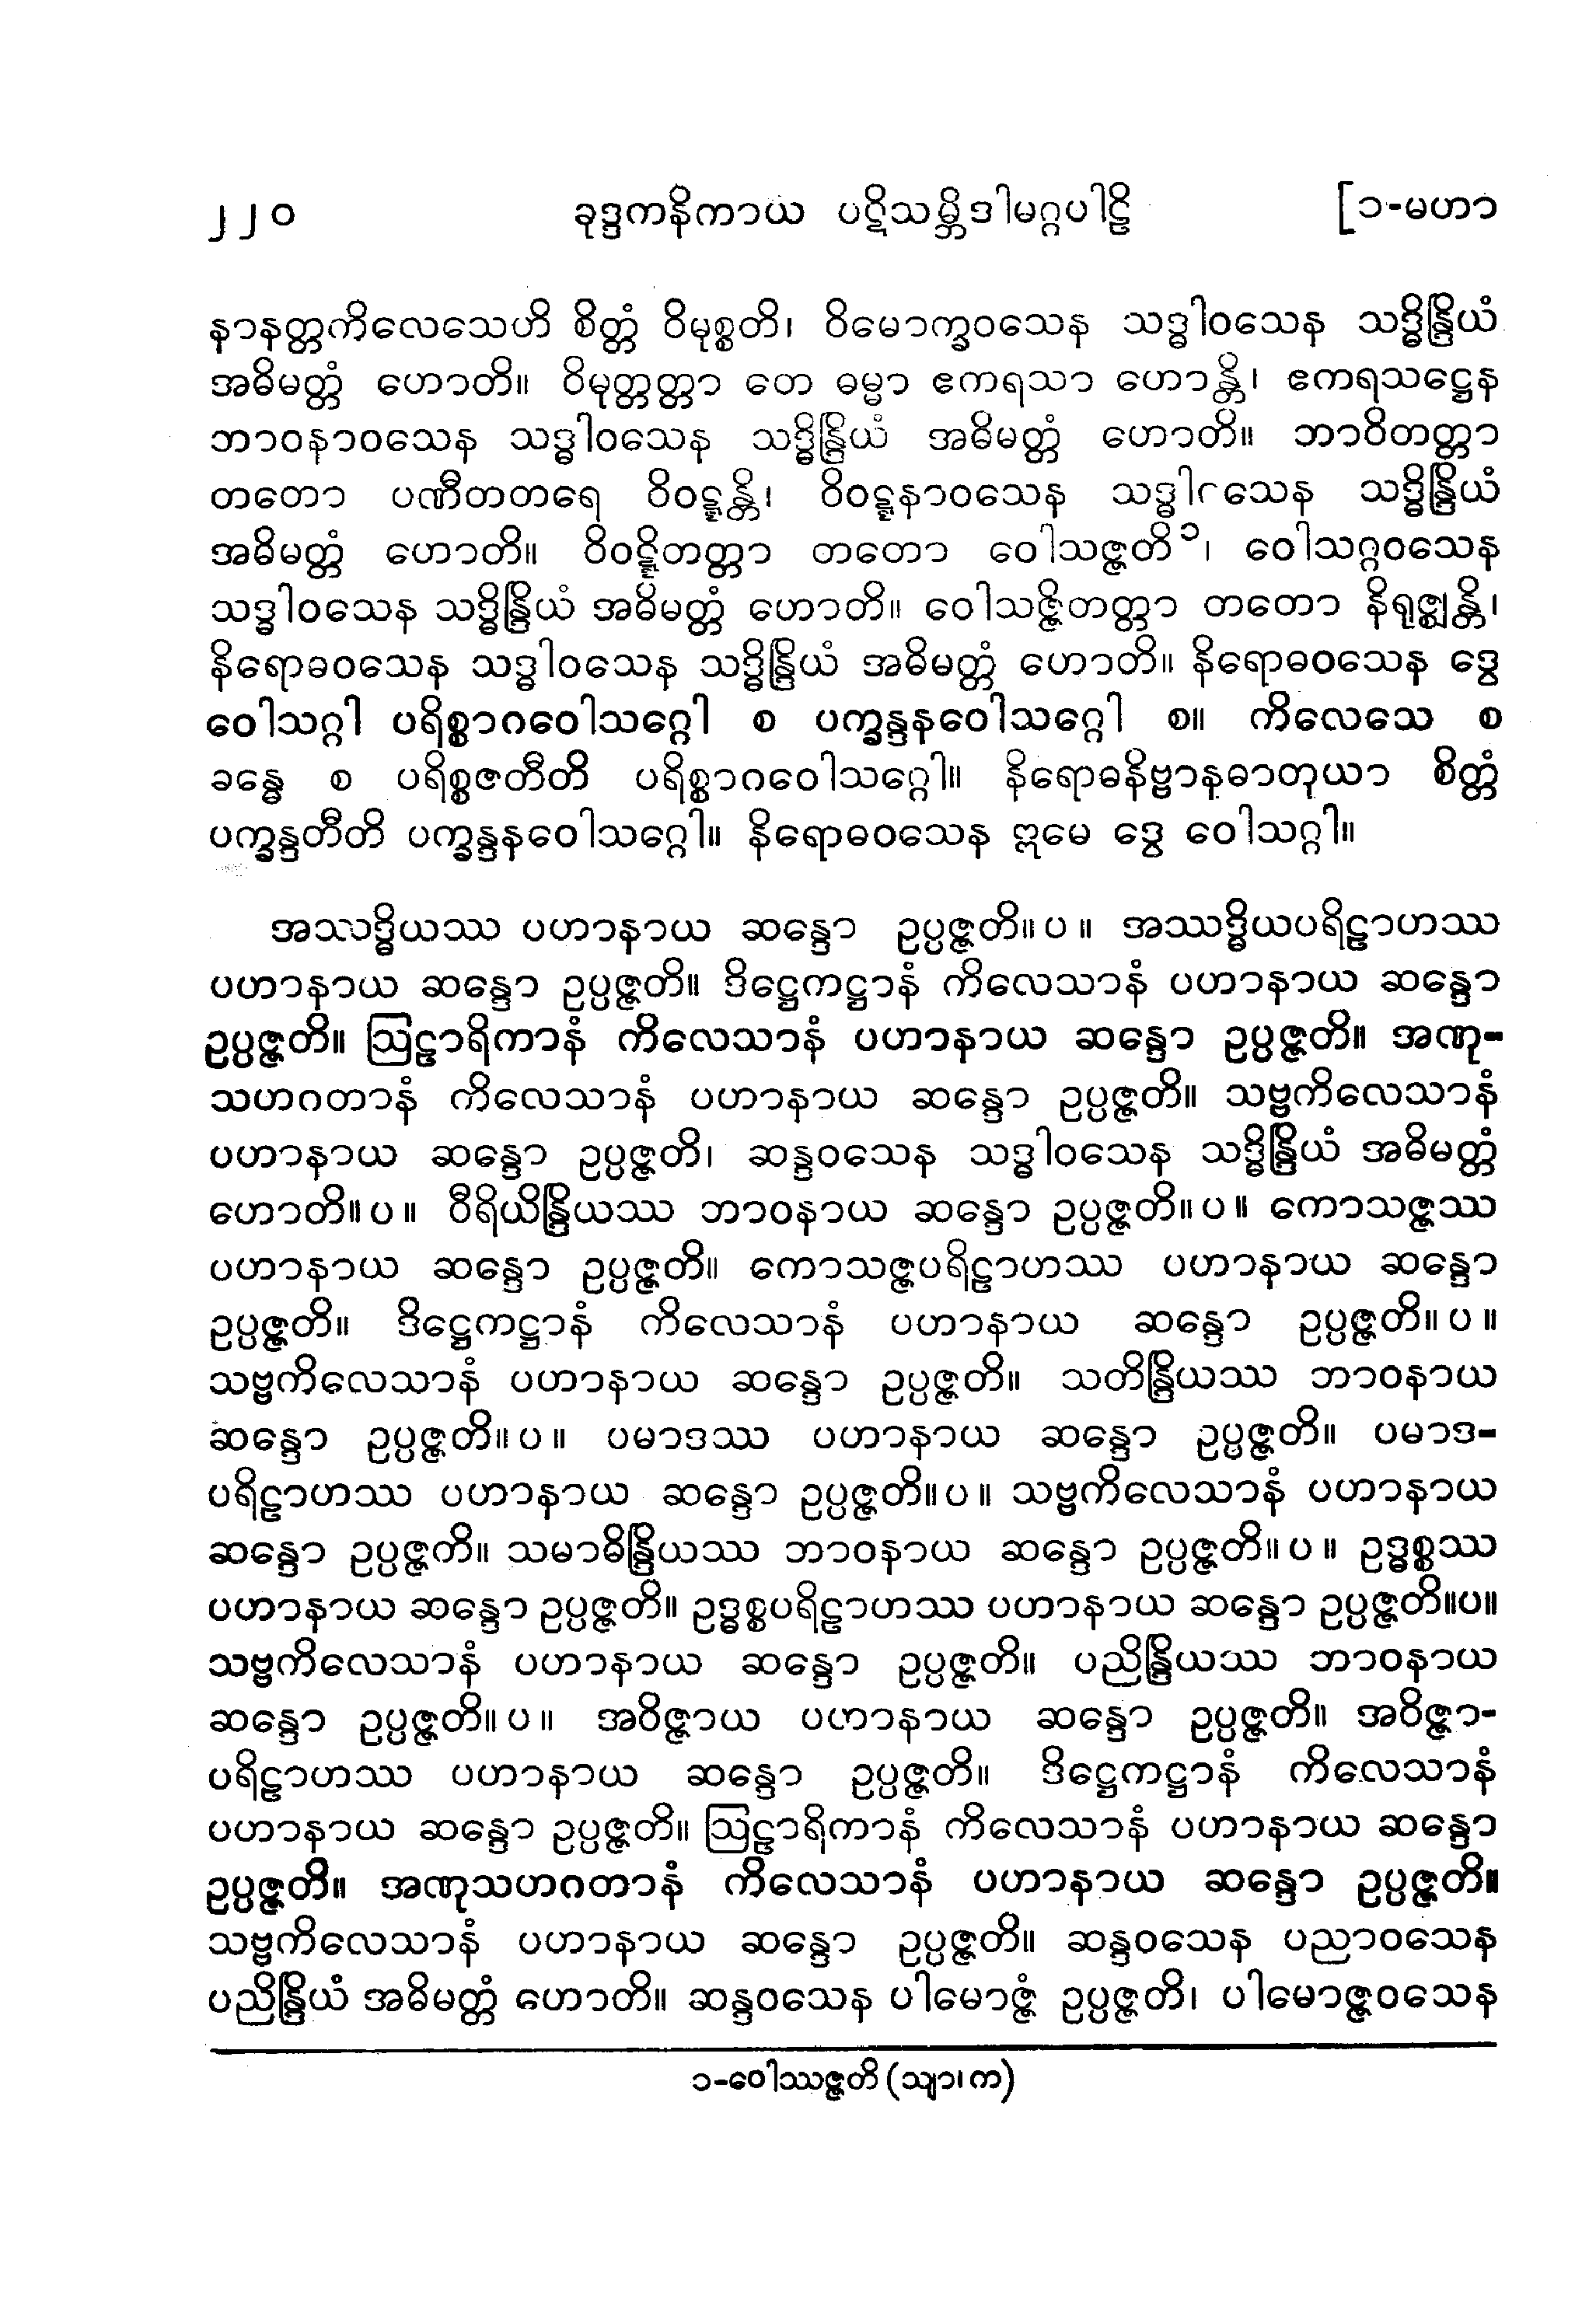 ၂၂၀ ခုဒ္ဒကနိကာယ ပဋိသမ္ဘိဒါမဂ္ဂပါဠိ [၁-မဟာ
နာနတ္တကိလေသေဟိ စိတ္တံ ဝိမုစ္စတိ၊ ဝိမောက္ခဝသေန သဒ္ဓါဝသေန သဒ္ဓိန္ဒြိယံ
အဓိမတ္တံ ဟောတိ။ ဝိမုတ္တတ္တာ တေ ဓမ္မာ ဧကရသာ ဟောန္တိ၊ ဧကရသဋ္ဌေန
ဘာဝနာဝသေန သဒ္ဓါဝသေန သဒ္ဓိန္ဒြိယံ အဓိမတ္တံ ဟောတိ။ ဘာဝိတတ္တာ
တတော ပဏီတတရေ ဝိဝဋ္ဋန္တိ၊ ဝိဝဋ္ဋနာဝသေန သဒ္ဓါဝသေန သဒ္ဓိန္ဒြိယံ
အဓိမတ္တံ ဟောတိ။ ဝိဝဋ္ဋိတတ္တာ တတော ဝေါသဇ္ဇတိ၁၊ ဝေါသဂ္ဂဝသေန
သဒ္ဓါဝသေန သဒ္ဓိန္ဒြိယံ အဓိမတ္တံ ဟောတိ။ ဝေါသဇ္ဇိတတ္တာ တတော နိရုဇ္ဈန္တိ၊
နိရောဓဝသေန သဒ္ဓါဝသေန သဒ္ဓိန္ဒြိယံ အဓိမတ္တံ ဟောတိ။ နိရောဓဝသေန ဒွေ
ဝေါသဂ္ဂါ ပရိစ္စာဂဝေါသဂ္ဂေါ စ ပက္ခန္ဒနဝေါသဂ္ဂေါ စ။ ကိလေသေ စ
ခန္ဓေ စ ပရိစ္စဇတီတိ ပရိစ္စာဂဝေါသဂ္ဂေါ။ နိရောဓနိဗ္ဗာနဓာတုယာ စိတ္တံ
ပက္ခန္ဒတီတိ ပက္ခန္ဒနဝေါသဂ္ဂေါ။ နိရောဓဝသေန ဣမေ ဒွေ ဝေါသဂ္ဂါ။
အဿဒ္ဓိယဿ ပဟာနာယ ဆန္ဒော ဥပ္ပဇ္ဇတိ။ပ။ အဿဒ္ဓိယပရိဠာဟဿ
ပဟာနာယ ဆန္ဒော ဥပ္ပဇ္ဇတိ။ ဒိဋ္ဌေကဋ္ဌာနံ ကိလေသာနံ ပဟာနာယ ဆန္ဒော
ဥပ္ပဇ္ဇတိ။ ဩဠာရိကာနံ ကိလေသာနံ ပဟာနာယ ဆန္ဒော ဥပ္ပဇ္ဇတိ။ အဏု-
သဟဂတာနံ ကိလေသာနံ ပဟာနာယ ဆန္ဒော ဥပ္ပဇ္ဇတိ။ သဗ္ဗကိလေသာနံ
ပဟာနာယ ဆန္ဒော ဥပ္ပဇ္ဇတိ၊ ဆန္ဒဝသေန သဒ္ဓါဝသေန သဒ္ဓိန္ဒြိယံ အဓိမတ္တံ
ဟောတိ။ပ။ ဝီရိယိန္ဒြိယဿ ဘာဝနာယ ဆန္ဒော ဥပ္ပဇ္ဇတိ။ပ။ ကောသဇ္ဇဿ
ပဟာနာယ ဆန္ဒော ဥပ္ပဇ္ဇတိ။ ကောသဇ္ဇပရိဠာဟဿ ပဟာနာယ ဆန္ဒော
ဥပ္ပဇ္ဇတိ။ ဒိဋ္ဌေကဋ္ဌာနံ ကိလေသာနံ ပဟာနာယ ဆန္ဒော ဥပ္ပဇ္ဇတိ။ပ။
သဗ္ဗကိလေသာနံ ပဟာနာယ ဆန္ဒော ဥပ္ပဇ္ဇတိ။ သတိန္ဒြိယဿ ဘာဝနာယ
ဆန္ဒော ဥပ္ပဇ္ဇတိ။ပ။ ပမာဒဿ ပဟာနာယ ဆန္ဒော ဥပ္ပဇ္ဇတိ။ ပမာဒ-
ပရိဠာဟဿ ပဟာနာယ ဆန္ဒော ဥပ္ပဇ္ဇတိ။ပ။ သဗ္ဗကိလေသာနံ ပဟာနာယ
ဆန္ဒော ဥပ္ပဇ္ဇတိ။ သမာဓိန္ဒြိယဿ ဘာဝနာယ ဆန္ဒော ဥပ္ပဇ္ဇတိ။ပ။ ဥဒ္ဓစ္စဿ
ပဟာနာယ ဆန္ဒော ဥပ္ပဇ္ဇတိ။ ဥဒ္ဓစ္စပရိဠာဟဿ ပဟာနာယ ဆန္ဒော ဥပ္ပဇ္ဇတိ။ပ။
သဗ္ဗကိလေသာနံ ပဟာနာယ ဆန္ဒော ဥပ္ပဇ္ဇတိ။ ပညိန္ဒြိယဿ ဘာဝနာယ
ဆန္ဒော ဥပ္ပဇ္ဇတိ။ပ။ အဝိဇ္ဇာယ ပဟာနာယ ဆန္ဒော ဥပ္ပဇ္ဇတိ။ အဝိဇ္ဇာ-
ပရိဠာဟဿ ပဟာနာယ ဆန္ဒော ဥပ္ပဇ္ဇတိ။ ဒိဋ္ဌေကဋ္ဌာနံ ကိလေသာနံ
ပဟာနာယ ဆန္ဒော ဥပ္ပဇ္ဇတိ။ ဩဠာရိကာနံ ကိလေသာနံ ပဟာနာယ ဆန္ဒော
ဥပ္ပဇ္ဇတိ။ အဏုသဟဂတာနံ ကိလေသာနံ ပဟာနာယ ဆန္ဒော ဥပ္ပဇ္ဇတိ။
သဗ္ဗကိလေသာနံ ပဟာနာယ ဆန္ဒော ဥပ္ပဇ္ဇတိ။ ဆန္ဒဝသေန ပညာဝသေန
ပညိန္ဒြိယံ အဓိမတ္တံ ဟောတိ။ ဆန္ဒဝသေန ပါမောဇ္ဇံ ဥပ္ပဇ္ဇတိ၊ ပါမောဇ္ဇဝသေန
၁-ဝေါဿဇ္ဇတိ (သျာ၊က)